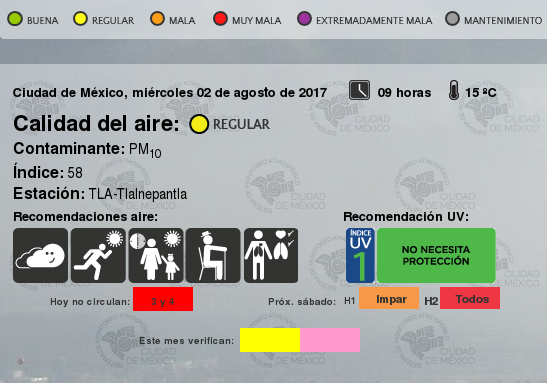 BUENA REGULAR MALA MUY MALA EXTREMADAMENTE MALA MANTENIMIENTO
Ciudad de México, miércoles 02 de agosto de 2017 09 horas 15 ºC
Calidad del aire: REGULAR
Contaminante: PM10
Índice: 58
Estación: TLA-Tlalnepantla
Recomendaciones aire: Recomendación UV:
ÍNDICE UV 1 NO NECESITA
PROTECCIÓN
Hoy no circulan: 3 y 4 Próx. sábado: H1 Impar H2 Todos
Este mes verifican:
CIUDAD
DE MÉXICO